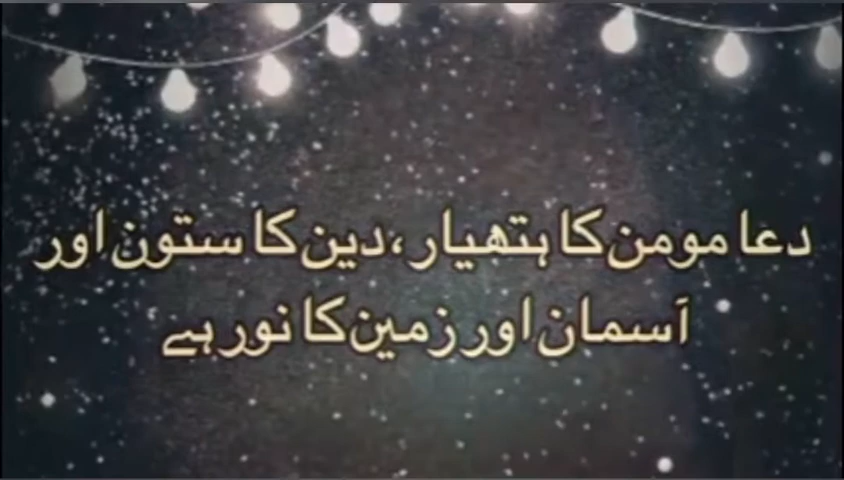 دعا مومن کا ہتھیار، دین کا ستون اور
آسمان اور زمین کا نور ہے